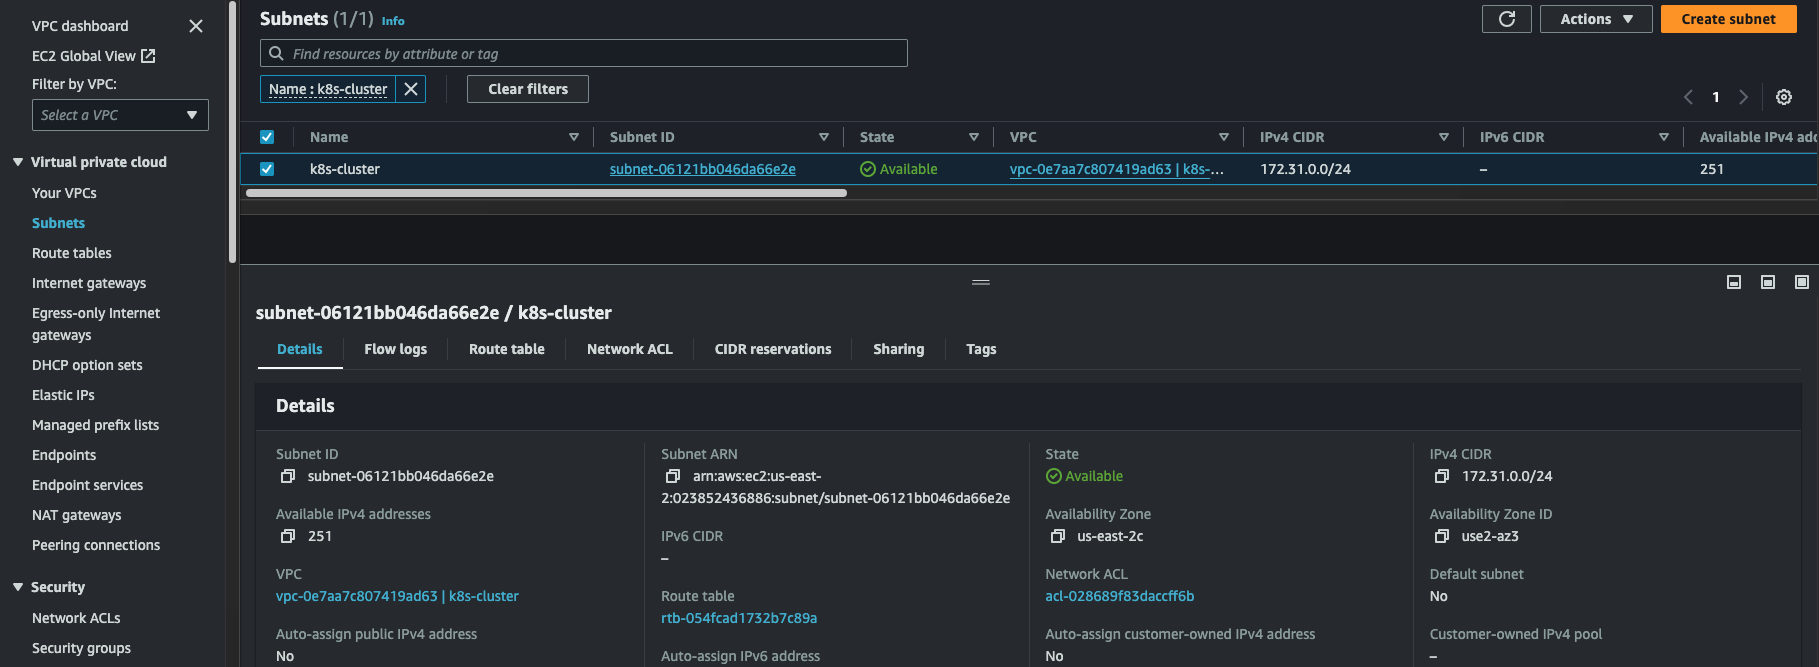 VPC dashboard
EC2 Global View
Filter by VPC:
Select a VPC
Virtual private cloud
Your VPCs
Subnets
Route tables
Internet gateways
Egress-only Internet
gateways
DHCP option sets
Elastic IPs
Managed prefix lists
Endpoints
Endpoint services
NAT gateways
Peering connections
Security
Network ACLs
Security groups
Subnets (1/1) Info
Actions
Create subnet
Find resources by attribute or tag
Name : k8s-cluster
Clear filters
1
Name Subnet ID State VPC IPv4 CIDR IPv6 CIDR Available IPv4 add
k8s-cluster subnet-06121bb046da66e2e Available vpc-0e7aa7c807419ad63 | k8s-... 172.31.0.0/24 – 251
subnet-06121bb046da66e2e / k8s-cluster
Details Flow logs Route table Network ACL CIDR reservations Sharing Tags
Details
Subnet ID
subnet-06121bb046da66e2e
Available IPv4 addresses
251
VPC
vpc-0e7aa7c807419ad63 | k8s-cluster
Auto-assign public IPv4 address
No
Subnet ARN
arn:aws:ec2:us-east-
2:023852436886:subnet/subnet-06121bb046da66e2e
IPv6 CIDR
–
Route table
rtb-054fcad1732b7c89a
Auto-assign IPv6 address
State
Available
Availability Zone
us-east-2c
Network ACL
acl-028689f83daccff6b
Auto-assign customer-owned IPv4 address
No
IPv4 CIDR
172.31.0.0/24
Availability Zone ID
use2-az3
Default subnet
No
Customer-owned IPv4 pool
–